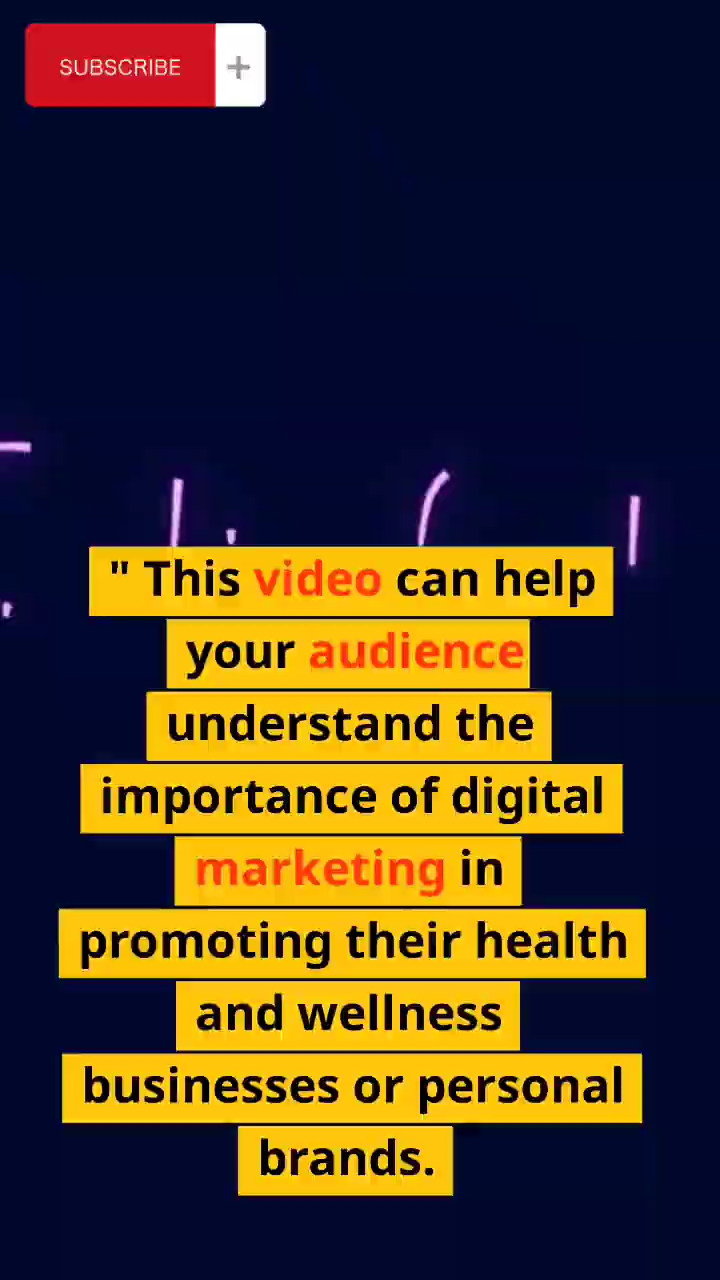 SUBSCRIBE +
" This video can help
your audience
understand the
importance of digital
marketing in
promoting their health
and wellness
businesses or personal
brands.